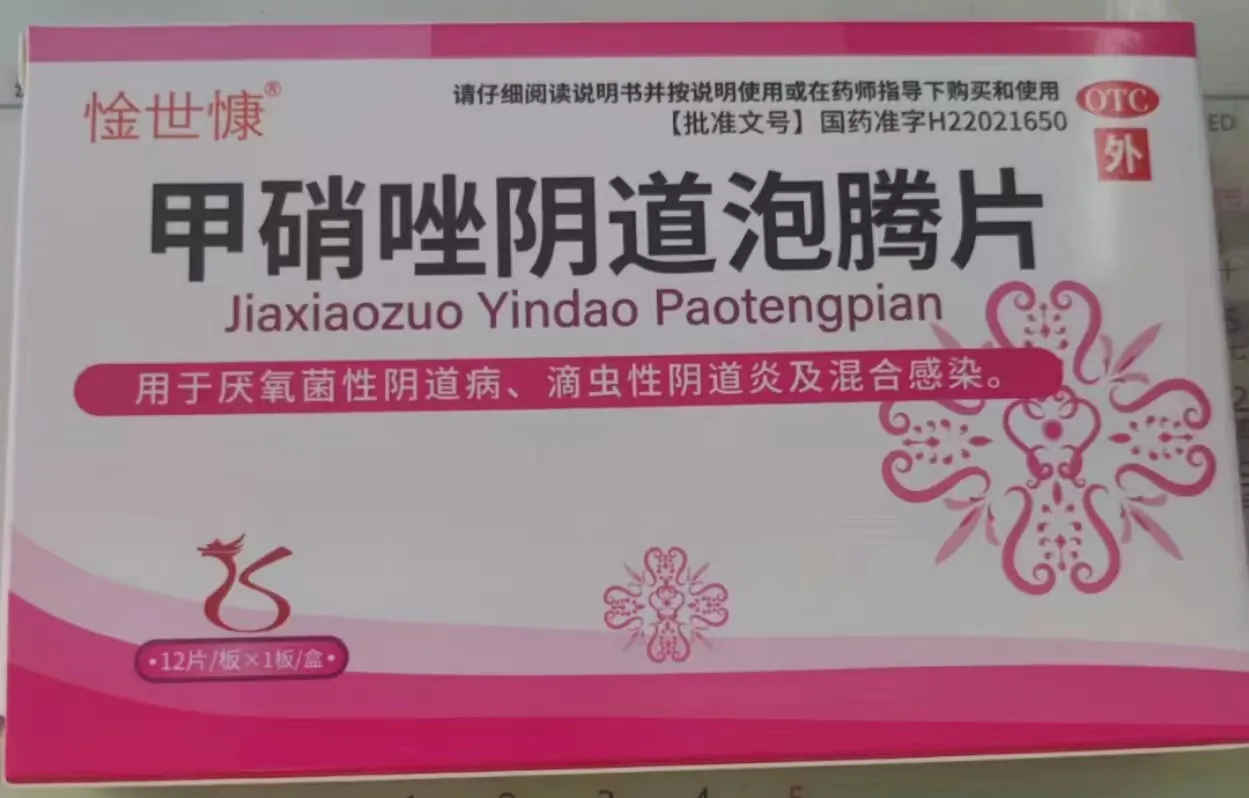 愉世慷®
请仔细阅读说明书并按说明使用或在药师指导下购买和使用
【批准文号】国药准字H22021650
OTC
外
甲硝唑阴道泡腾片
Jiaxiaozuo Yindao Paotengpian
用于厌氧菌性阴道病、滴虫性阴道炎及混合感染。
•12片/板×1板/盒•
ED